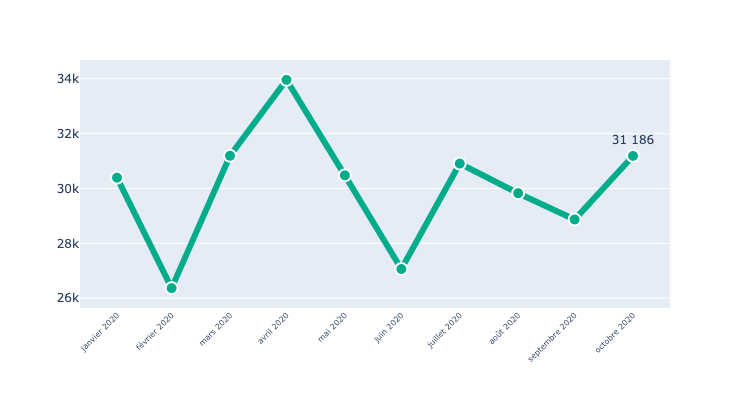 34k
32k
31 186
30k
28k
26k
janvier 2020
février 2020
mars 2020
avril 2020
mai 2020
juin 2020
juillet 2020
août 2020
septembre 2020
octobre 2020